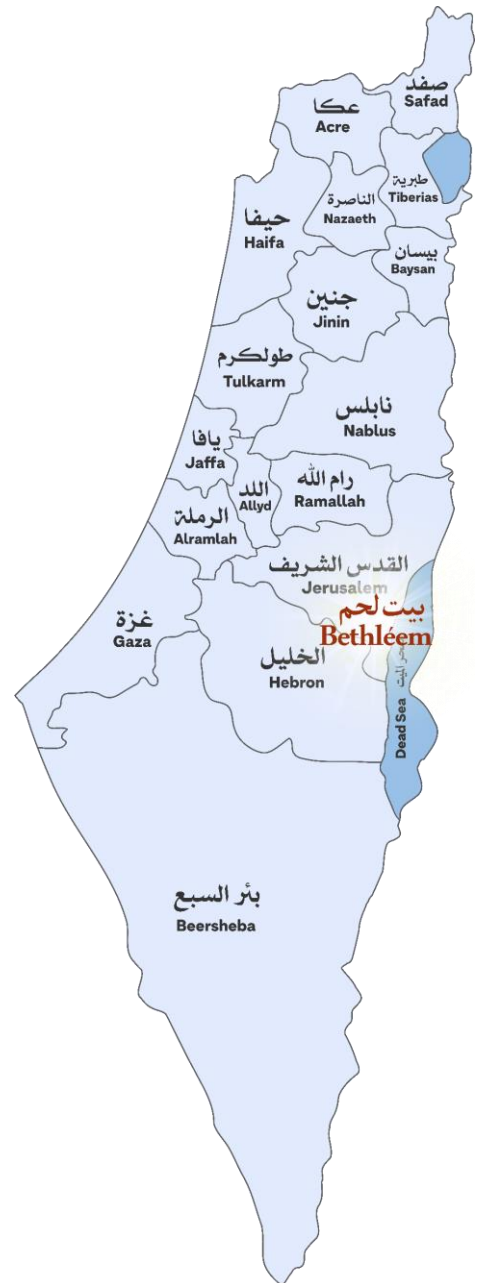 صفد
Safad
عكا
Acre
طبرية
Tiberias
الناصرة
Nazaeth
حيفا
Haifa
بيسان
Baysan
جنين
Jinin
طولكرم
Tulkarm
نابلس
Nablus
يافا
Jaffa
اللد
Allyd
رام الله
Ramallah
الرملة
Alramlah
القدس الشريف
Jerusalem
بيت لحم
Bethléem
غزة
Gaza
الخليل
Hebron
البحر الميت
Dead Sea
بئر السبع
Beersheba